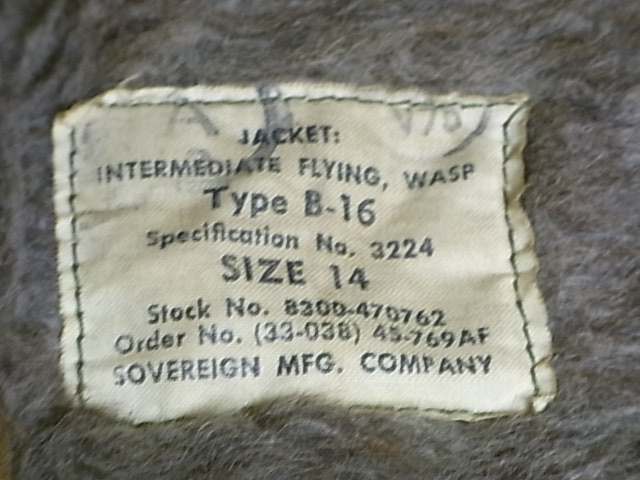 JACKET:
INTERMEDIATE FLYING, WASP
Type B-16
Specification No. 3224
SIZE 14
Stock No. 8300-470762
Order No. (33-038) 45-769AF
SOVEREIGN MFG. COMPANY